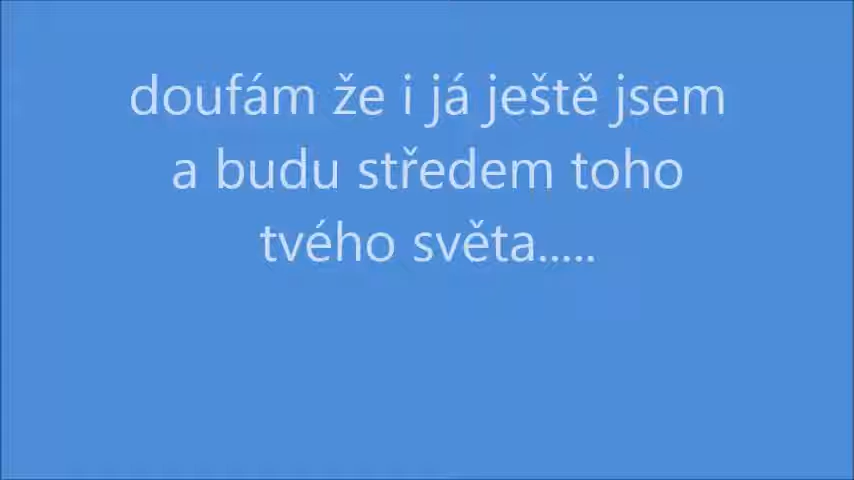 doufám že i já ještě jsem
a budu středem toho
tvého světa.....